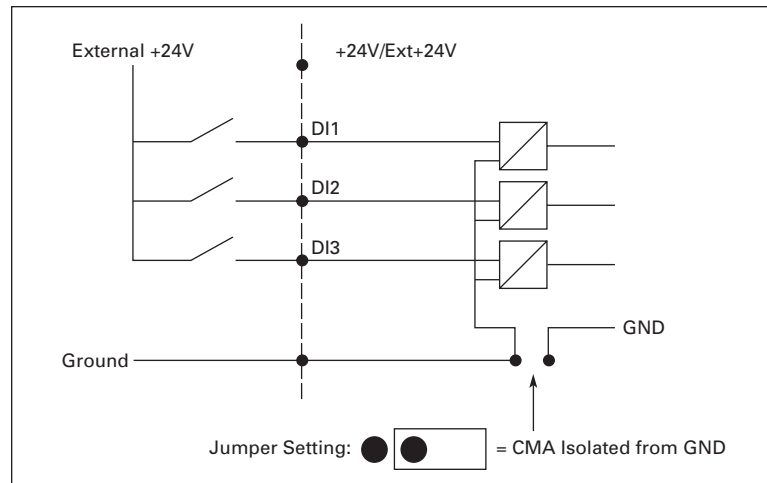 External +24V
+24V/Ext+24V
DI1
DI2
DI3
GND
Ground
Jumper Setting: = CMA Isolated from GND